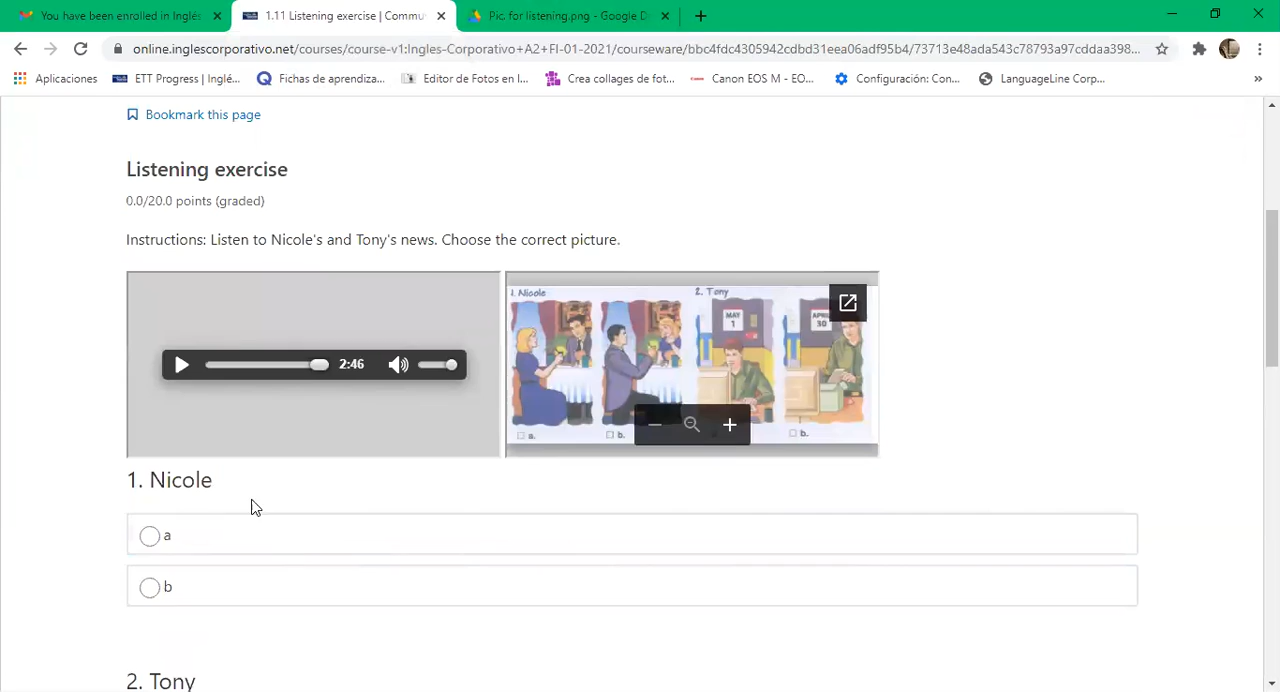 You have been enrolled in Inglés
1.11 Listening exercise | Commu
Pic for listening.png - Google D
online.inglescorporativo.net/courses/course-v1:Ingles-Corporativo+A2+FI-01-2021/courseware/bbc4fdc4305942cdbd31eea06adf95b4/73713e48ada543c78793a97cddaa398...
Aplicaciones
ETT Progress | Inglé...
Fichas de aprendiza...
Editor de Fotos en l...
Crea collages de fot...
Canon EOS M - EO...
Configuración: Con...
LanguageLine Corp...
»
Bookmark this page
Listening exercise
0.0/20.0 points (graded)
Instructions: Listen to Nicole's and Tony's news. Choose the correct picture.
1. Nicole
2. Tony
MAY
1
APRIL
30
2:46
a.
b.
b.
1. Nicole
a
b
2. Tony